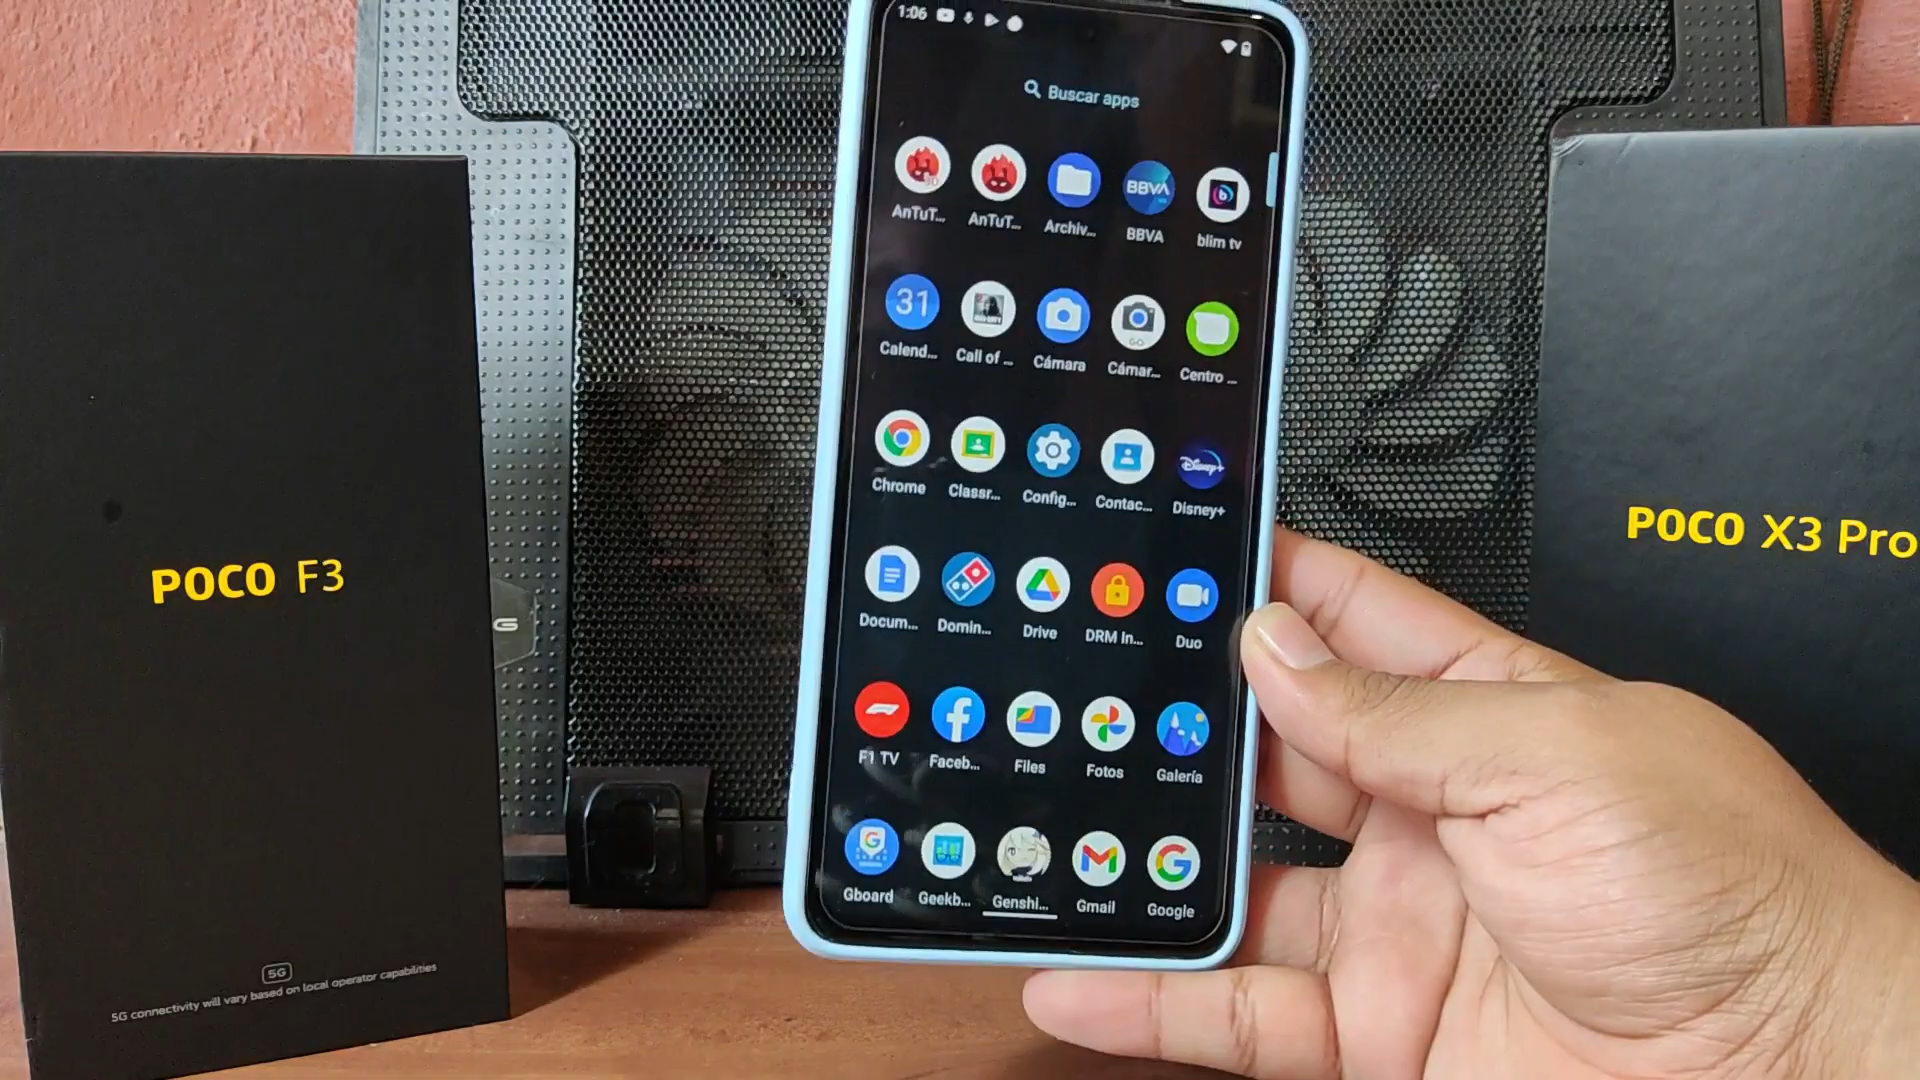 1:06
Buscar apps
AnTuT...
AnTuT...
Archiv...
BBVA
BBVA
blim tv
31
Calend...
Call of ...
Cámara
GO
Cámar...
Centro ...
Chrome
Classr...
Config...
Contac...
Disney+
Disney+
Docum...
Domin...
Drive
DRM In...
Duo
F1 TV
Faceb...
Files
Fotos
Galería
Gboard
Geekb...
Genshi...
Gmail
Google
POCO F3
5G
5G connectivity will vary based on local operator capabilities
POCO X3 Pro